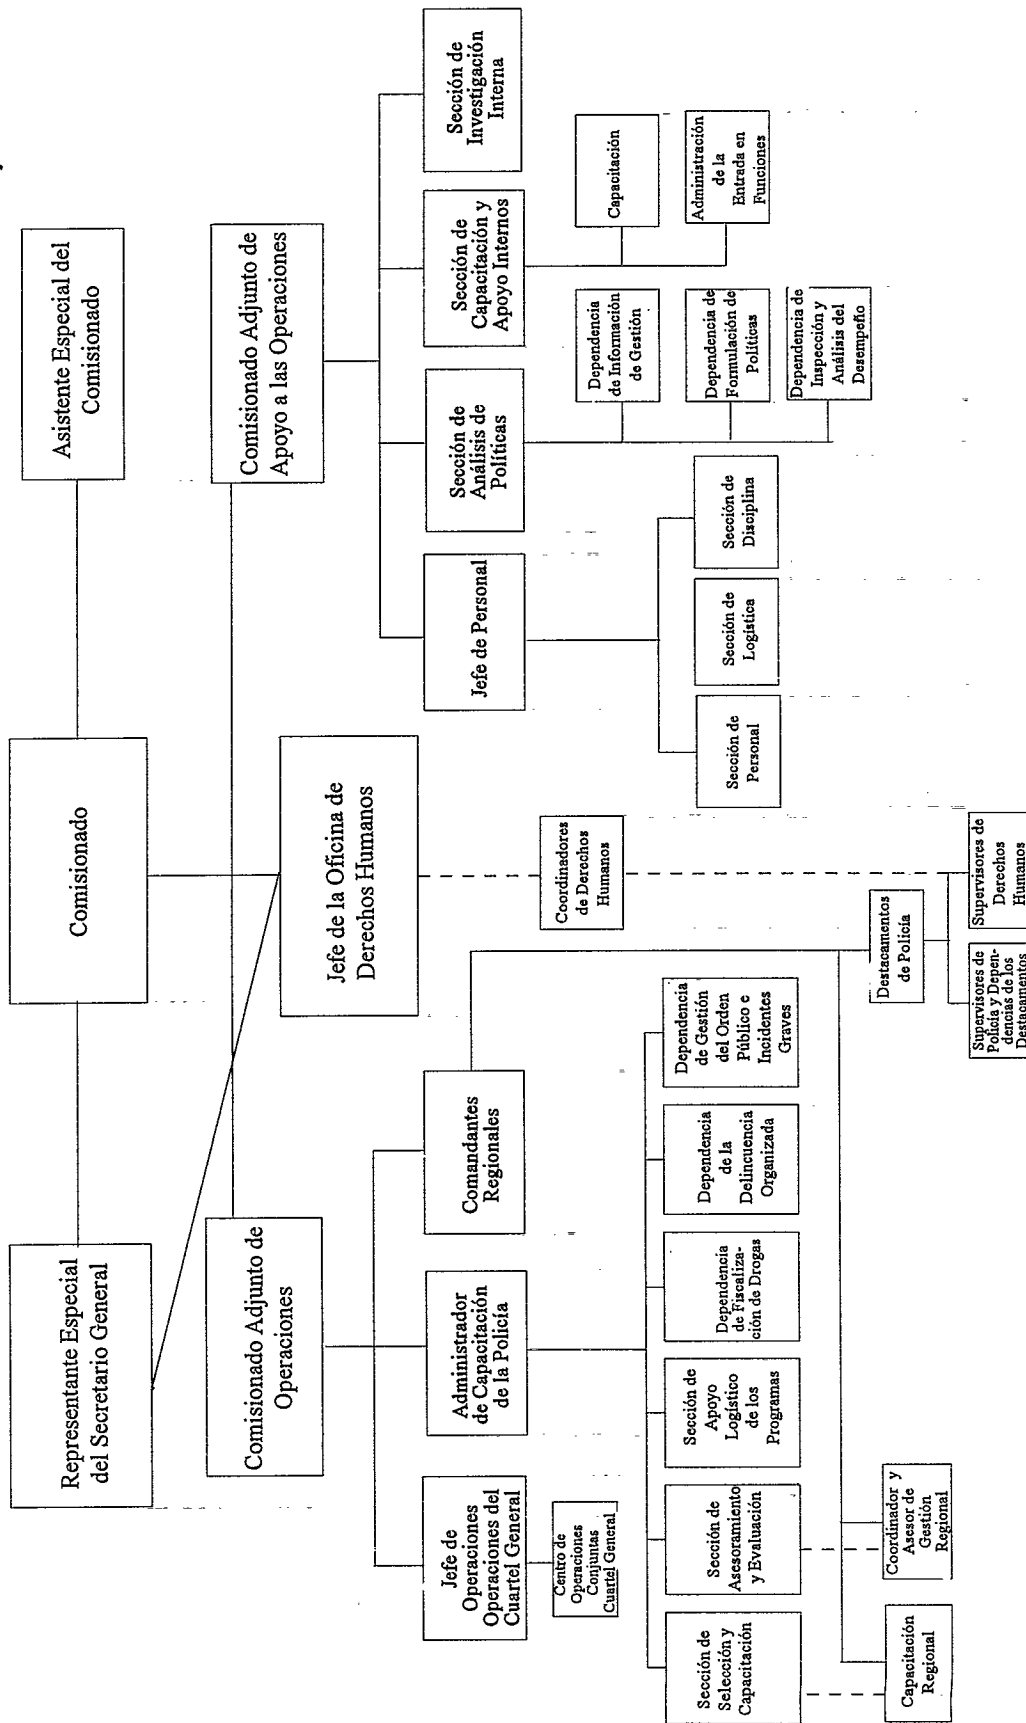 Representante Especial
del Secretario General
Comisionado
Asistente Especial del
Comisionado
Comisionado Adjunto de
Operaciones
Jefe de la Oficina de
Derechos Humanos
Comisionado Adjunto de
Apoyo a las Operaciones
Jefe de
Operaciones
Operaciones del
Cuartel General
Administrador
de Capacitación
de la Policía
Comandantes
Regionales
Jefe de Personal
Sección de
Análisis de
Políticas
Sección de
Capacitación y
Apoyo Internos
Sección de
Investigación
Interna
Centro de
Operaciones
Conjuntas
Cuartel General
Coordinadores
de Derechos
Humanos
Dependencia
de Información
de Gestión
Capacitación
Sección de
Selección y
Capacitación
Sección de
Asesoramiento
y Evaluación
Sección de
Apoyo
Logístico
de los
Programas
Dependencia
de Fiscaliza-
ción de Drogas
Dependencia
de la
Delincuencia
Organizada
Dependencia
de Gestión
del Orden
Público e
Incidentes
Graves
Sección de
Personal
Sección de
Logística
Sección de
Disciplina
Dependencia de
Formulación de
Políticas
Administración
de la
Entrada en
Funciones
Dependencia de
Inspección y
Análisis del
Desempeño
Capacitación
Regional
Coordinador y
Asesor de
Gestión
Regional
Destacamentos
de Policía
Supervisores de
Policía y Depen-
dencias de los
Destacamentos
Supervisores de
Derechos
Humanos